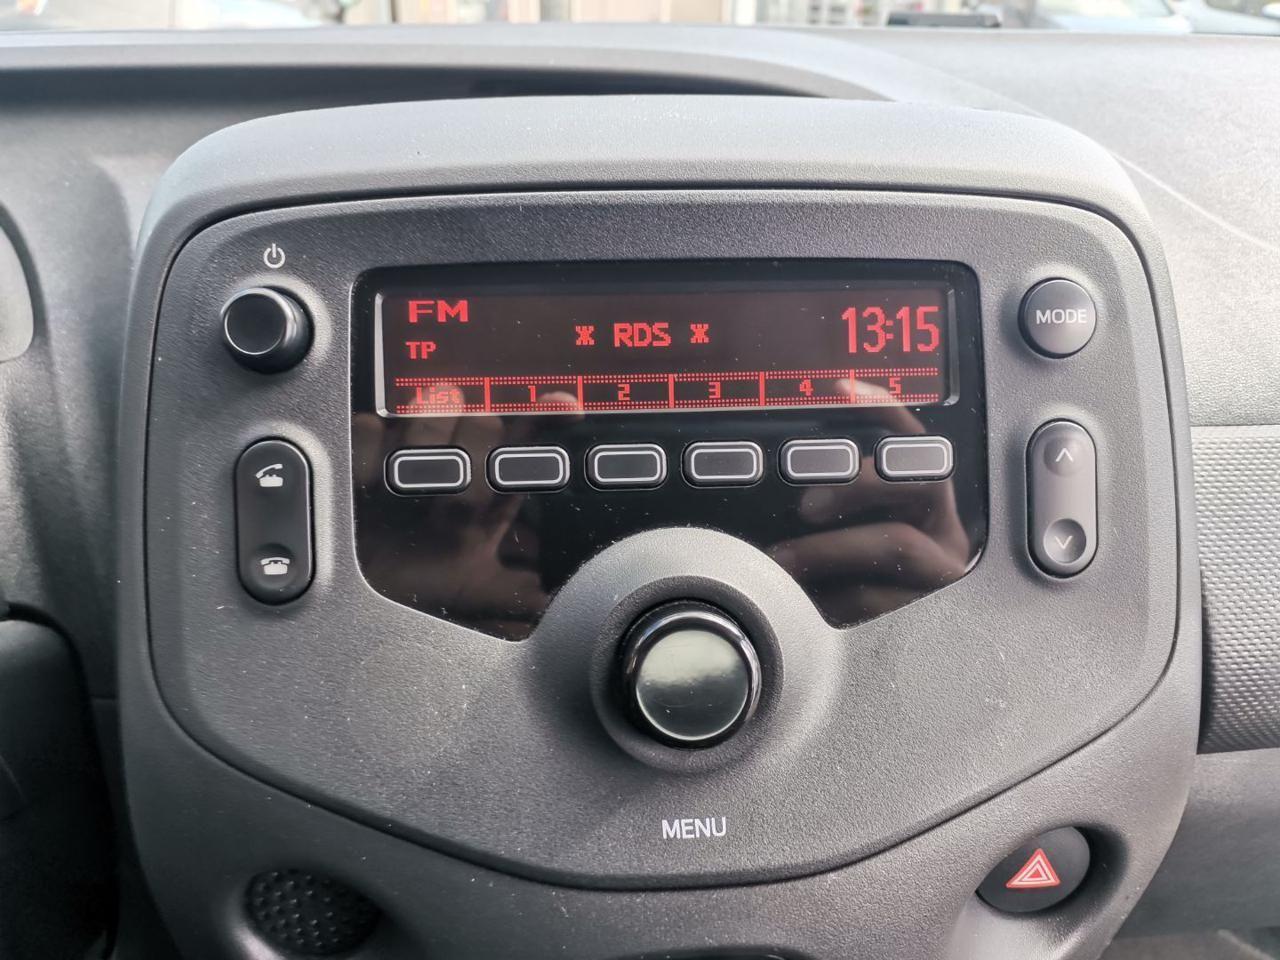 FM
TP
* RDS *
13:15
List 1 2 3 4 5
MODE
MENU